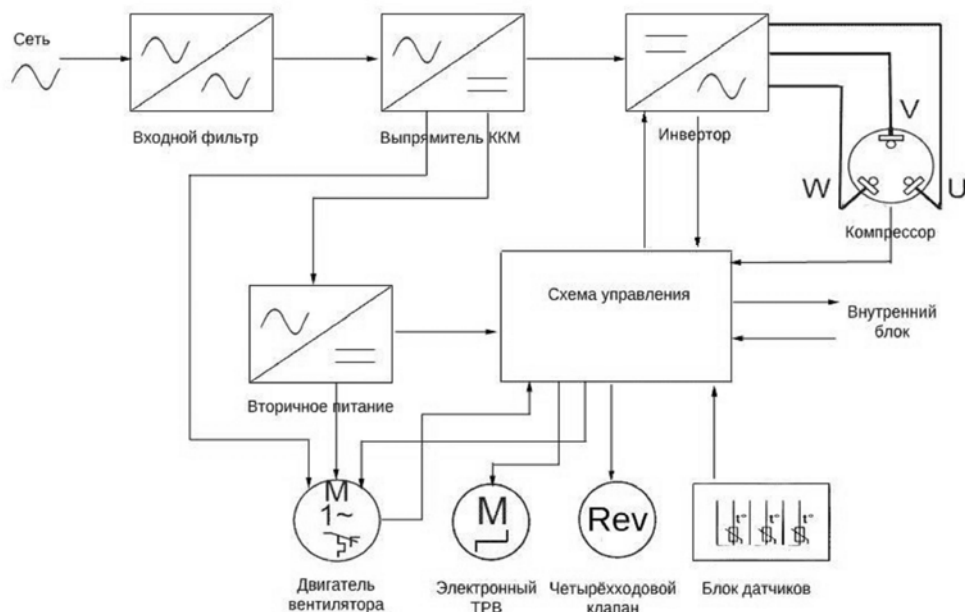 Сеть
Входной фильтр
Выпрямитель ККМ
Инвертор
V
W
U
Компрессор
Схема управления
Внутренний
блок
Вторичное питание
M
1~
M
Rev
t° t° t°
Двигатель
вентилятора
Электронный
ТРВ
Четырёхходовой
клапан
Блок датчиков